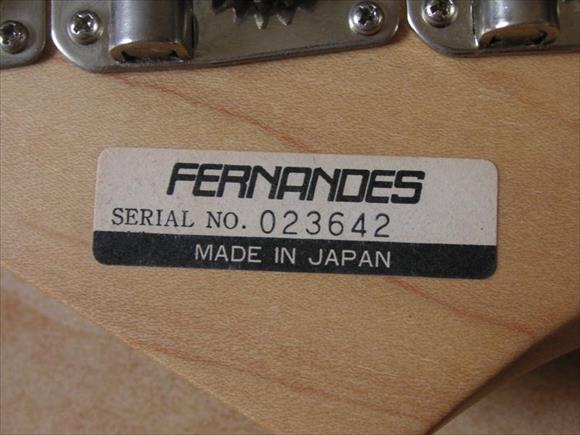 FERNANDES
SERIAL NO. 023642
MADE IN JAPAN